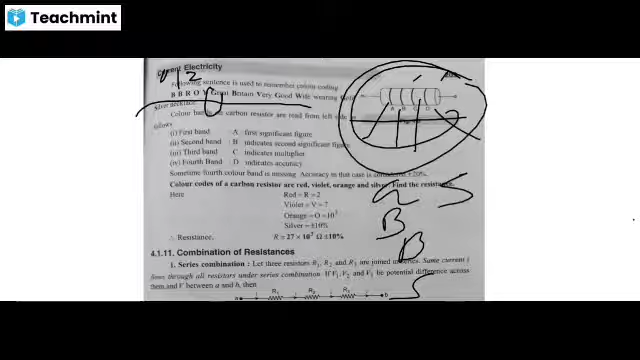 Teachmint
Current Electricity
Following sentence is used to remember colour coding
B B R O Y Great Britain Very Good Wife wearing
Silver necklace.
Colour bands on carbon resistor are read from left side as
follows
(i) First band : A first significant figure
(ii) Second band : B indicates second significant figure
(iii) Third band : C indicates multiplier
(iv) Fourth Band : D indicates accuracy
Sometime fourth colour band is missing. Accuracy in that case is considered ±20%.
Colour codes of a carbon resistor are red, violet, orange and silver. Find the resistance.
Here Red = R = 2
Violet = V = 7
Orange = O = 10³
Silver = ±10%
∴ Resistance, R = 27 × 10³ Ω ±10%
4.1.11. Combination of Resistances
1. Series combination : Let three resistors R₁, R₂ and R₃ are joined in series. Same current i
flows through all resistors under series combination. If V₁, V₂ and V₃ be potential difference across
them and V between a and b, then
a R₁ R₂ R₃ b
A B C D
B
B
5
5